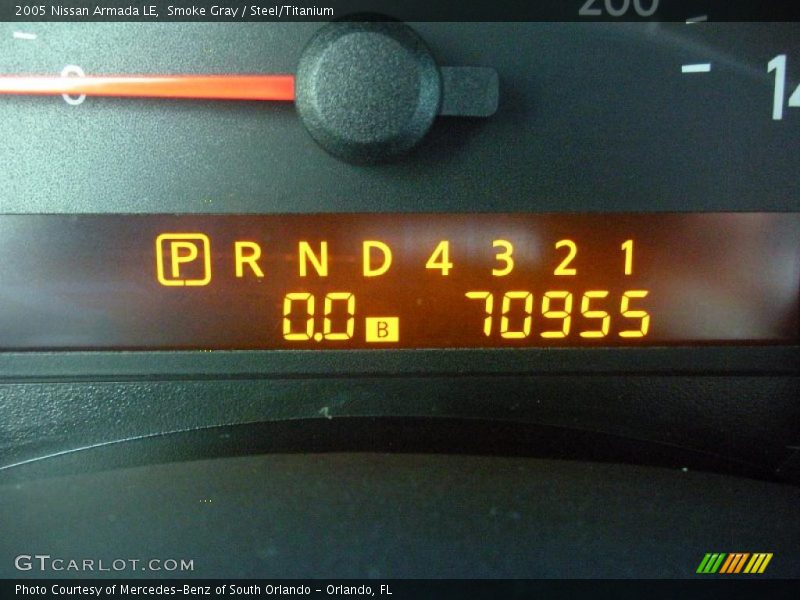 2005 Nissan Armada LE,  Smoke Gray / Steel/Titanium
200
0
14
P R N D 4 3 2 1
0.0 B 70955
GTCARLOT.COM
Photo Courtesy of Mercedes-Benz of South Orlando - Orlando, FL